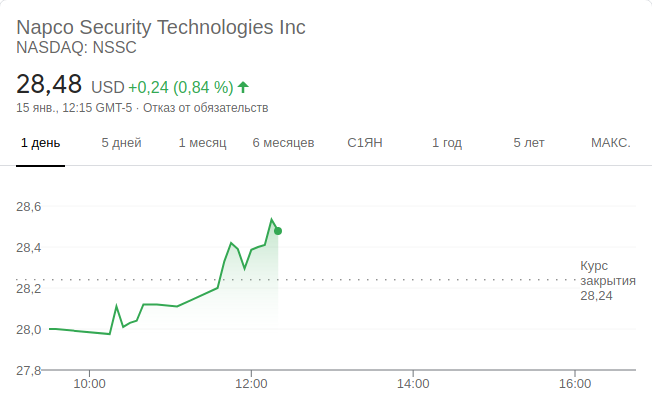 Napco Security Technologies Inc
NASDAQ: NSSC
28,48 USD +0,24 (0,84 %)
15 янв., 12:15 GMT-5 · Отказ от обязательств
1 день 5 дней 1 месяц 6 месяцев С1ЯН 1 год 5 лет МАКС.
28,6
28,4
28,2
28,0
27,8
Курс
закрытия
28,24
10:00 12:00 14:00 16:00